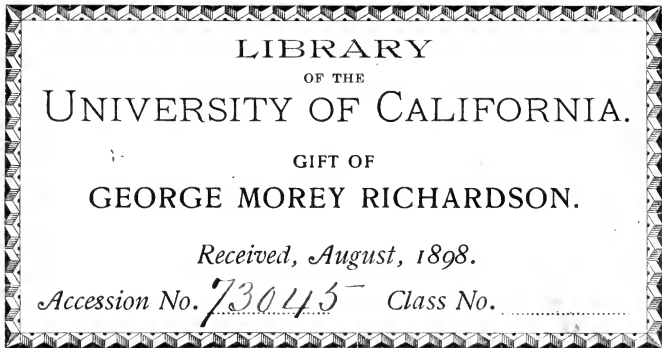 LIBRARY
OF THE
UNIVERSITY OF CALIFORNIA.
GIFT OF
GEORGE MOREY RICHARDSON.
Received, August, 1898.
Accession No. 73045 Class No.